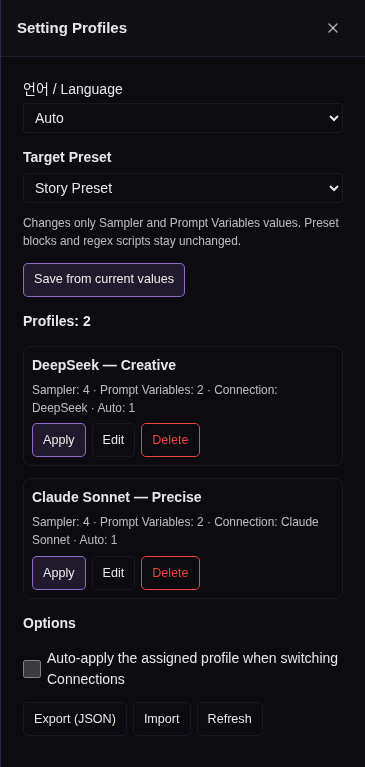 Setting Profiles
언어 / Language
Auto
Target Preset
Story Preset
Changes only Sampler and Prompt Variables values. Preset
blocks and regex scripts stay unchanged.
Save from current values
Profiles: 2
DeepSeek — Creative
Sampler: 4 · Prompt Variables: 2 · Connection:
DeepSeek · Auto: 1
Apply Edit Delete
Claude Sonnet — Precise
Sampler: 4 · Prompt Variables: 2 · Connection: Claude
Sonnet · Auto: 1
Apply Edit Delete
Options
Auto-apply the assigned profile when switching
Connections
Export (JSON) Import Refresh